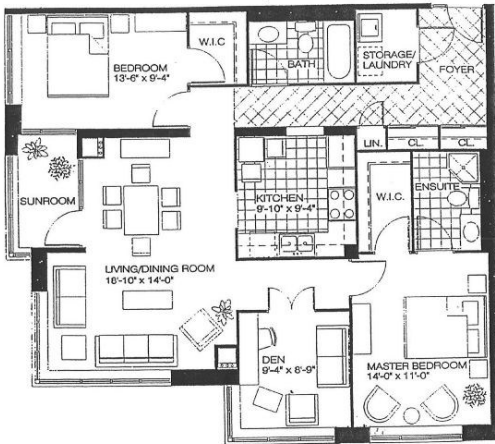 BEDROOM
13'-6" x 9'-4"
W.I.C
BATH
STORAGE/
LAUNDRY
FOYER
LIN.
CL.
CL.
SUNROOM
KITCHEN
9'-10" x 9'-4"
W.I.C.
ENSUITE
LIVING/DINING ROOM
18'-10" x 14'-0"
DEN
9'-4" x 8'-9"
MASTER BEDROOM
14'-0" x 11'-0"